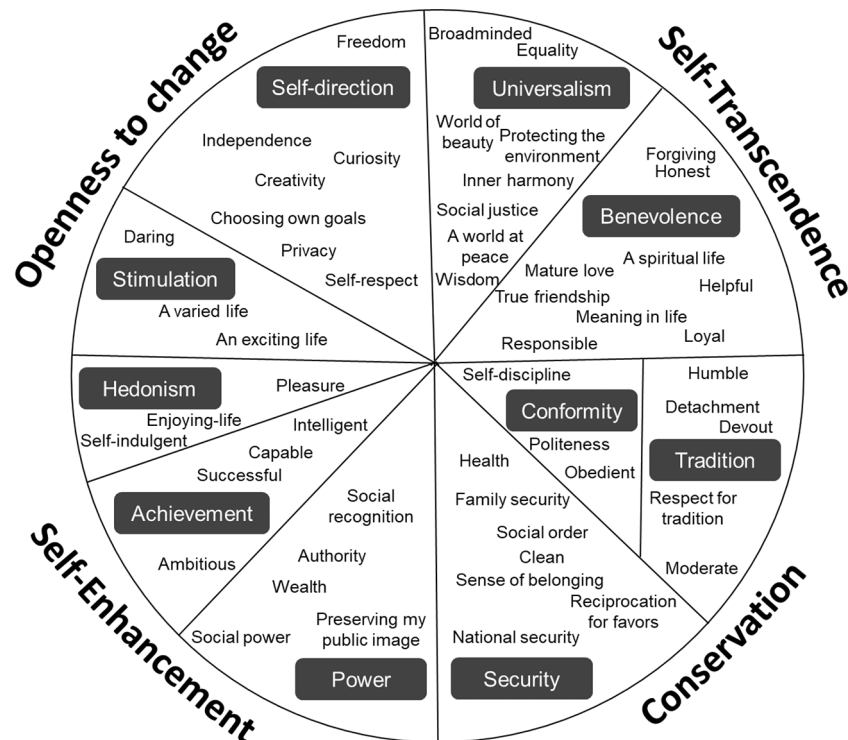 Openness to change
Freedom
Self-direction
Independence
Curiosity
Creativity
Choosing own goals
Privacy
Self-respect
Daring
Stimulation
A varied life
An exciting life
Self-Transcendence
Broadminded
Equality
Universalism
World of
beauty
Protecting the
environment
Inner harmony
Social justice
A world at
peace
Wisdom
Forgiving
Honest
Benevolence
A spiritual life
Mature love
Helpful
True friendship
Meaning in life
Responsible
Loyal
Hedonism
Pleasure
Enjoying-life
Self-indulgent
Self-Enhancement
Intelligent
Capable
Successful
Achievement
Ambitious
Social
recognition
Authority
Wealth
Preserving my
public image
Social power
Power
Conservation
Self-discipline
Conformity
Politeness
Obedient
Humble
Detachment
Devout
Tradition
Respect for
tradition
Moderate
Health
Family security
Social order
Clean
Sense of belonging
Reciprocation
for favors
National security
Security